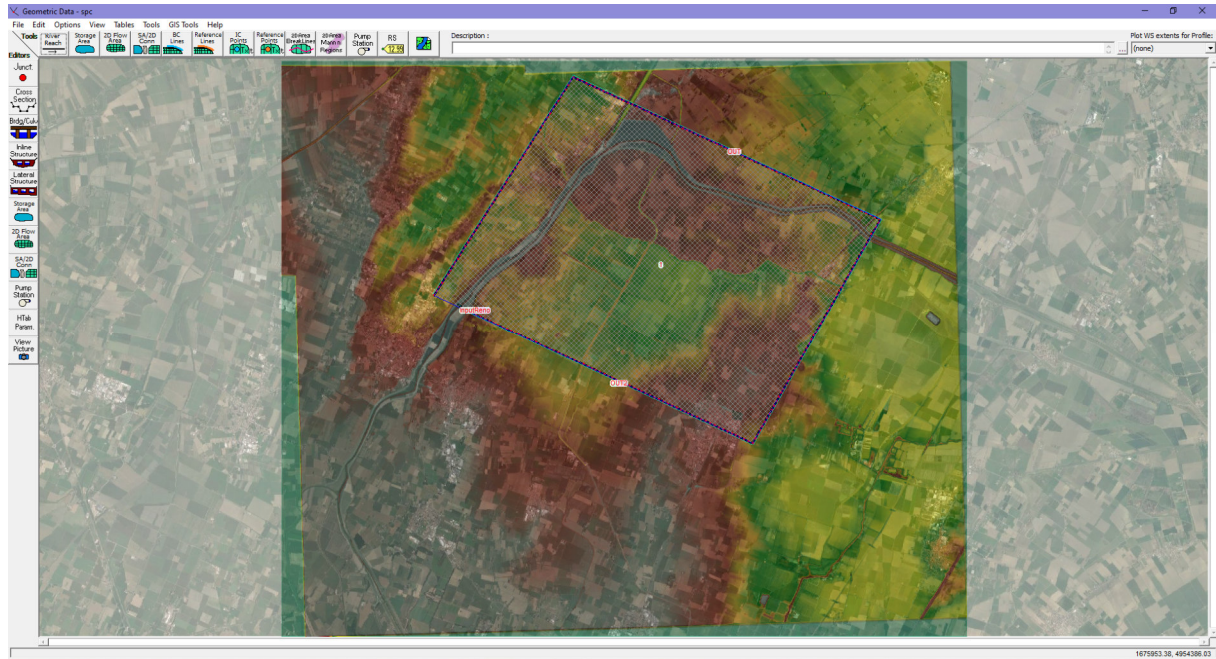 Geometric Data - spc
File Edit Options View Tables Tools GIS Tools Help
Tools
River Reach
Storage Area
2D Flow Area
SA/2D Conn
BC Lines
Reference Lines
IC Points
Reference Points
2D Area BreakLines
2D Area Mann n Regions
Pump Station
RS
Description :
Plot WS extents for Profile:
(none)
Editors
Junct.
Cross Section
Brdg/Culv
Inline Structure
Lateral Structure
Storage Area
2D Flow Area
SA/2D Conn
Pump Station
HTab Param.
View Picture
OUT
InputReno
OUT2
1675953.38, 4954386.03